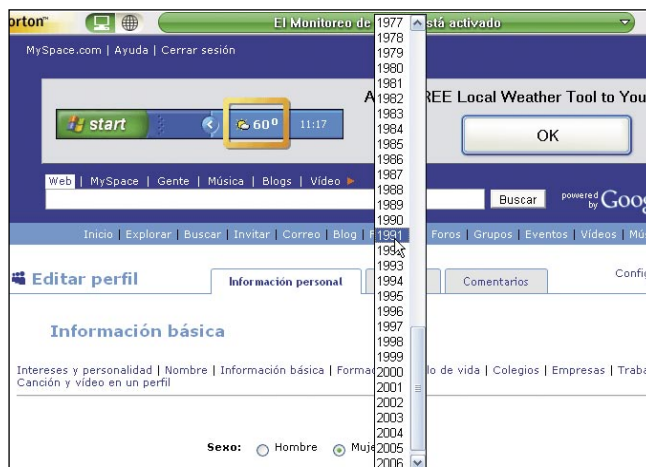 orton™ El Monitoreo de stá activado
MySpace.com | Ayuda | Cerrar sesión
A REE Local Weather Tool to You
start 60° 11:17 OK
Web | MySpace | Gente | Música | Blogs | Vídeo
Buscar powered by Goog
Inicio | Explorar | Buscar | Invitar | Correo | Blog | F Foros | Grupos | Eventos | Vídeos | Mú
Editar perfil
Información personal
Comentarios
Config
Información básica
Intereses y personalidad | Nombre | Información básica | Forma lo de vida | Colegios | Empresas | Traba
Canción y vídeo en un perfil
Sexo: Hombre Muje
1977
1978
1979
1980
1981
1982
1983
1984
1985
1986
1987
1988
1989
1990
1991
1992
1993
1994
1995
1996
1997
1998
1999
2000
2001
2002
2003
2004
2005
2006